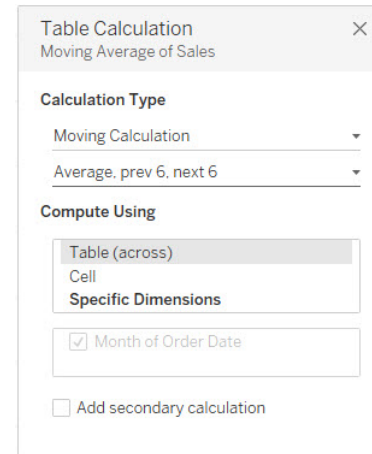 Table Calculation
Moving Average of Sales
Calculation Type
Moving Calculation
Average, prev 6, next 6
Compute Using
Table (across)
Cell
Specific Dimensions
Month of Order Date
Add secondary calculation